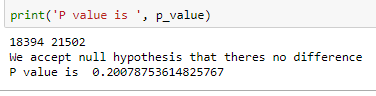 print('P value is ', p_value)
18394 21502
We accept null hypothesis that theres no difference
P value is  0.20078753614825767